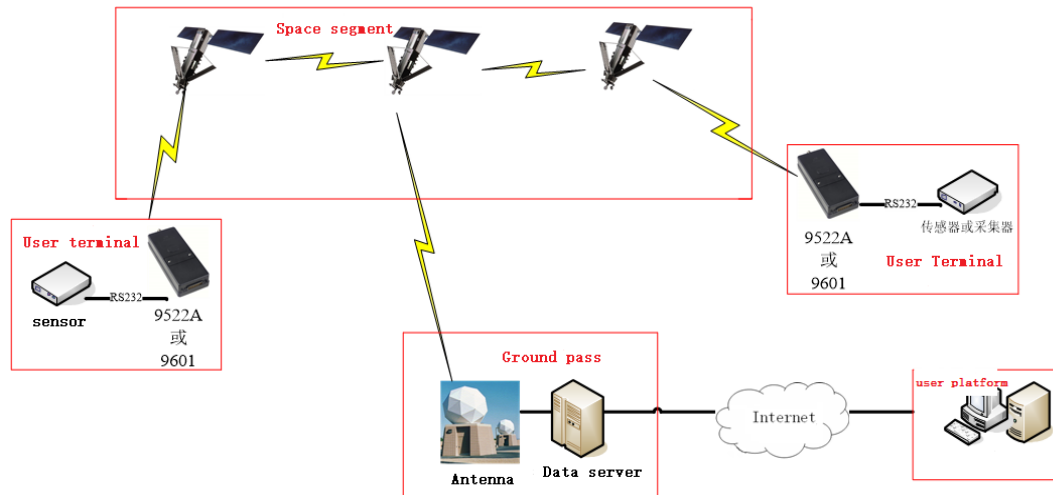 Space segment
User terminal
RS232
sensor
9522A
或
9601
RS232
传感器或采集器
9522A
或
9601
User Terminal
Ground pass
Antenna
Data server
Internet
user platform